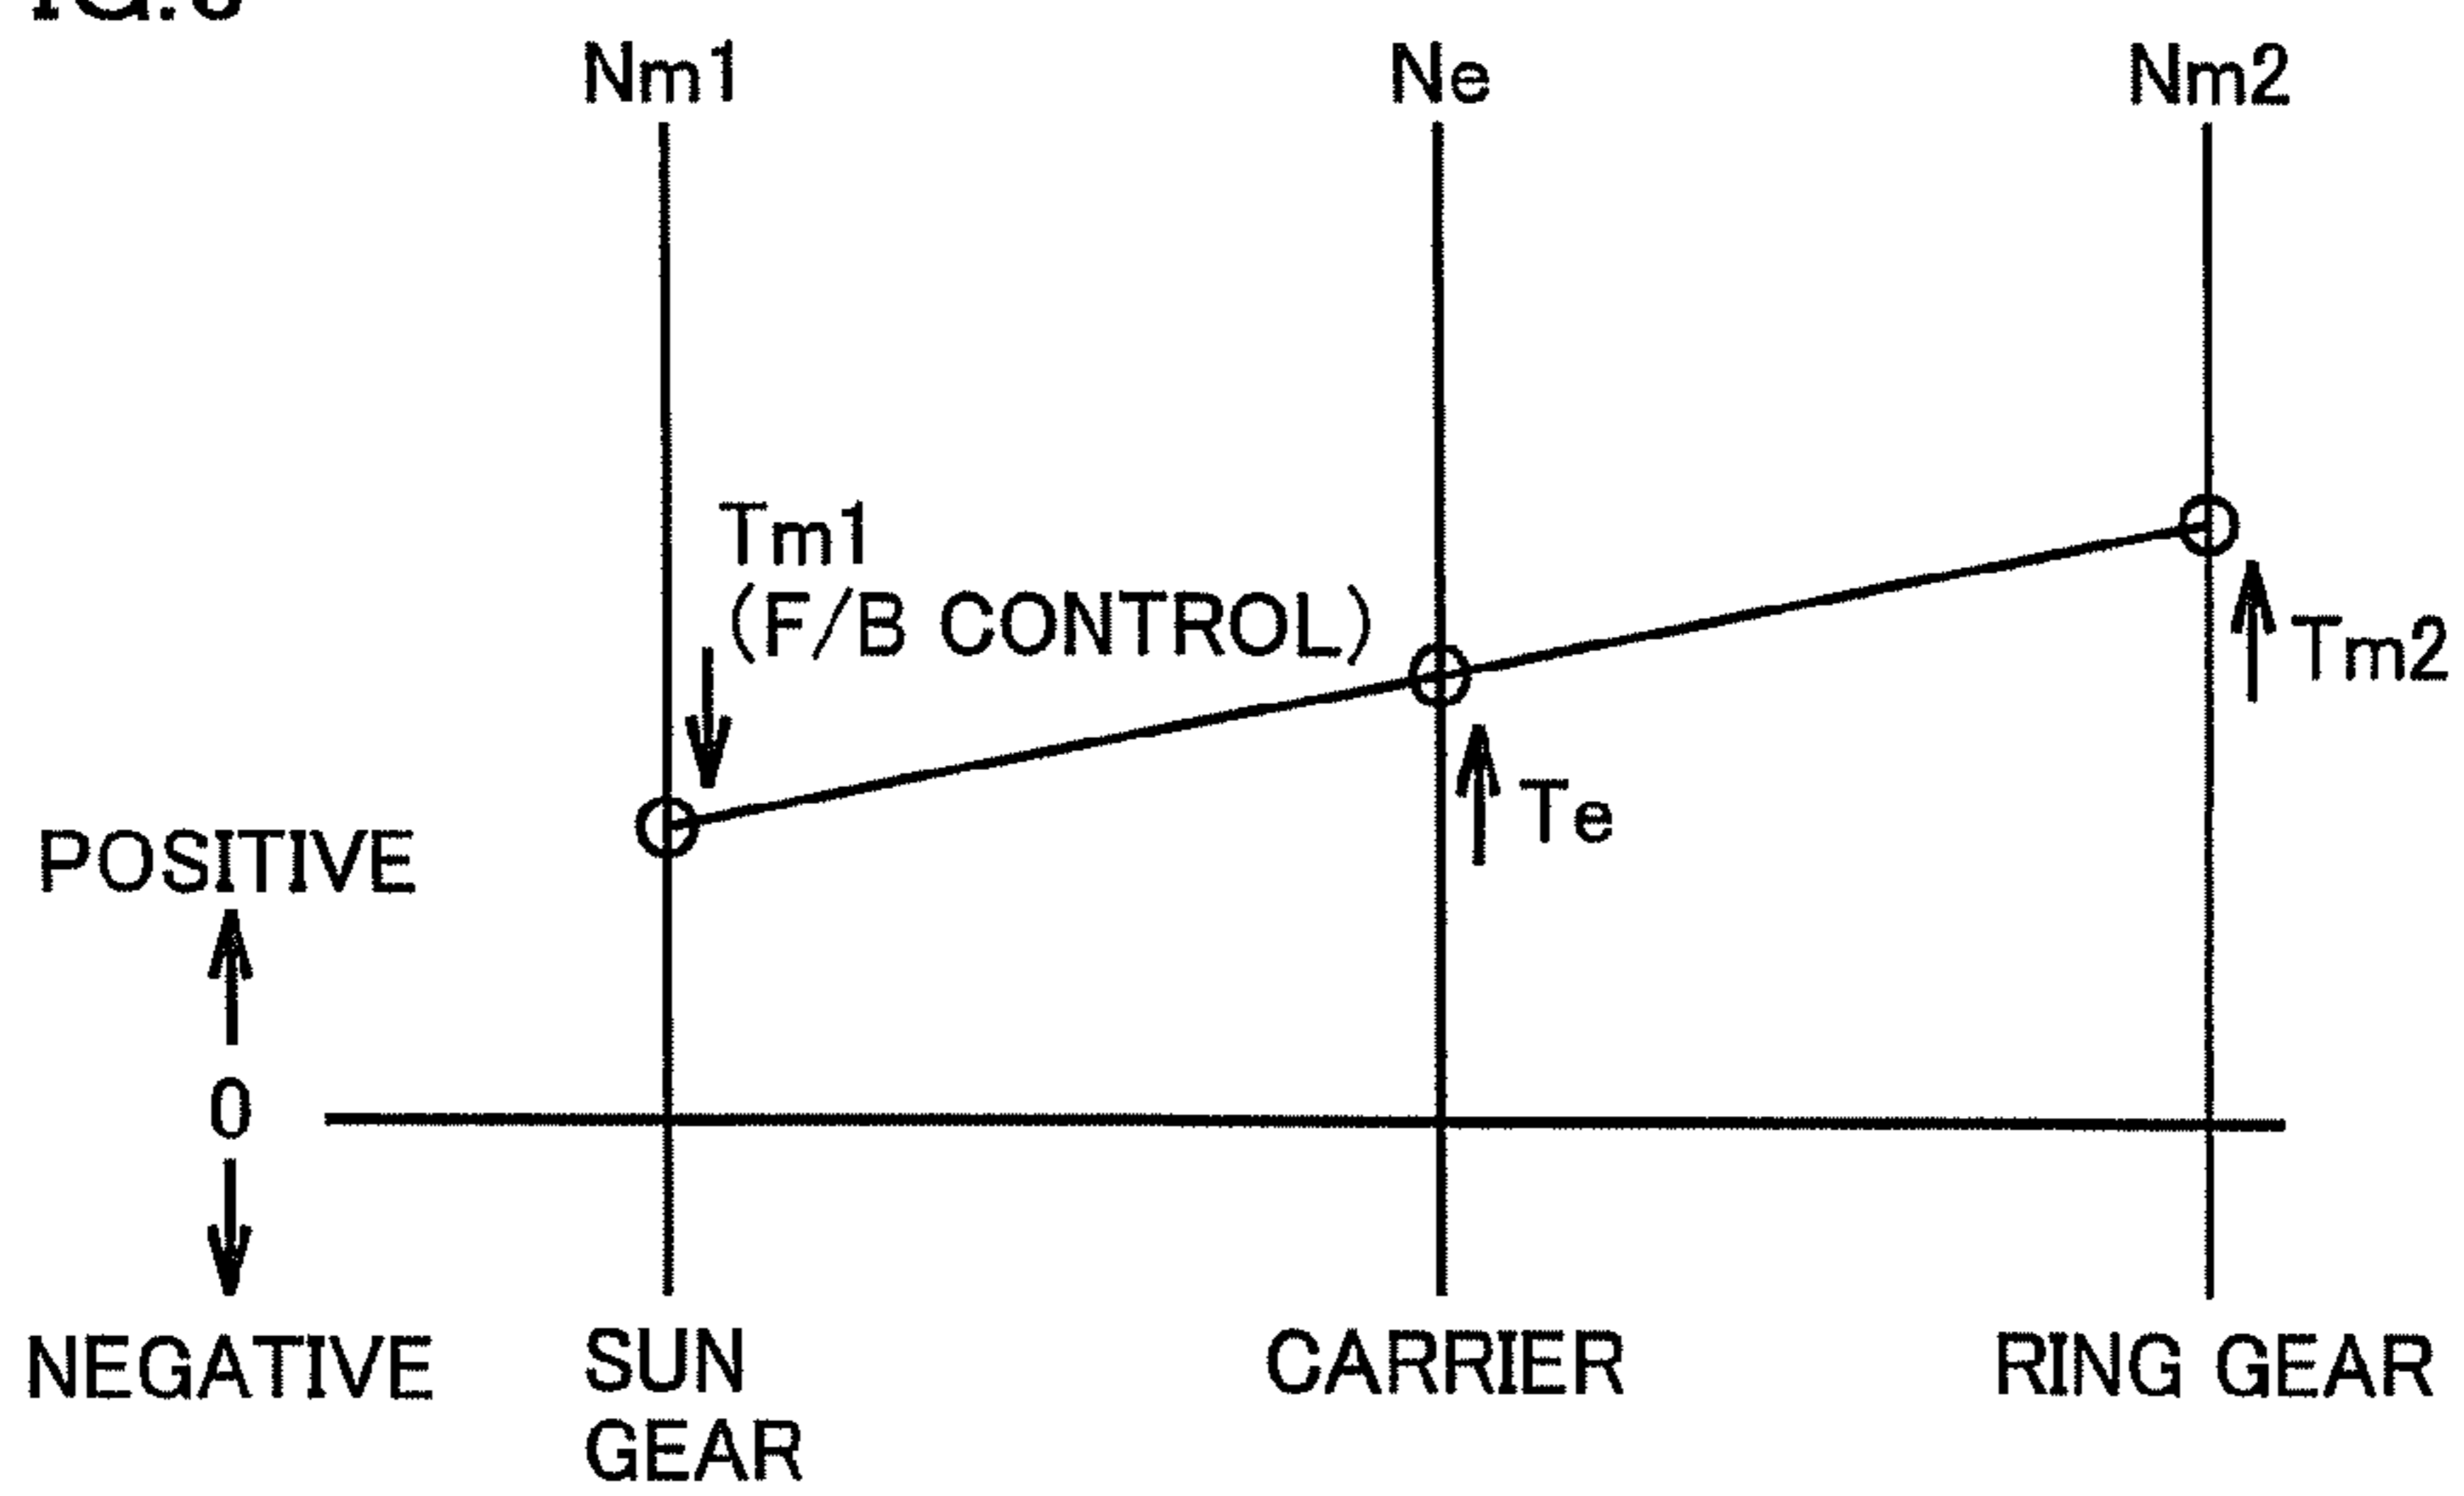 Nm1 Ne Nm2
Tm1
(F/B CONTROL)
Tm2
Te
POSITIVE
0
NEGATIVE
SUN
GEAR
CARRIER
RING GEAR